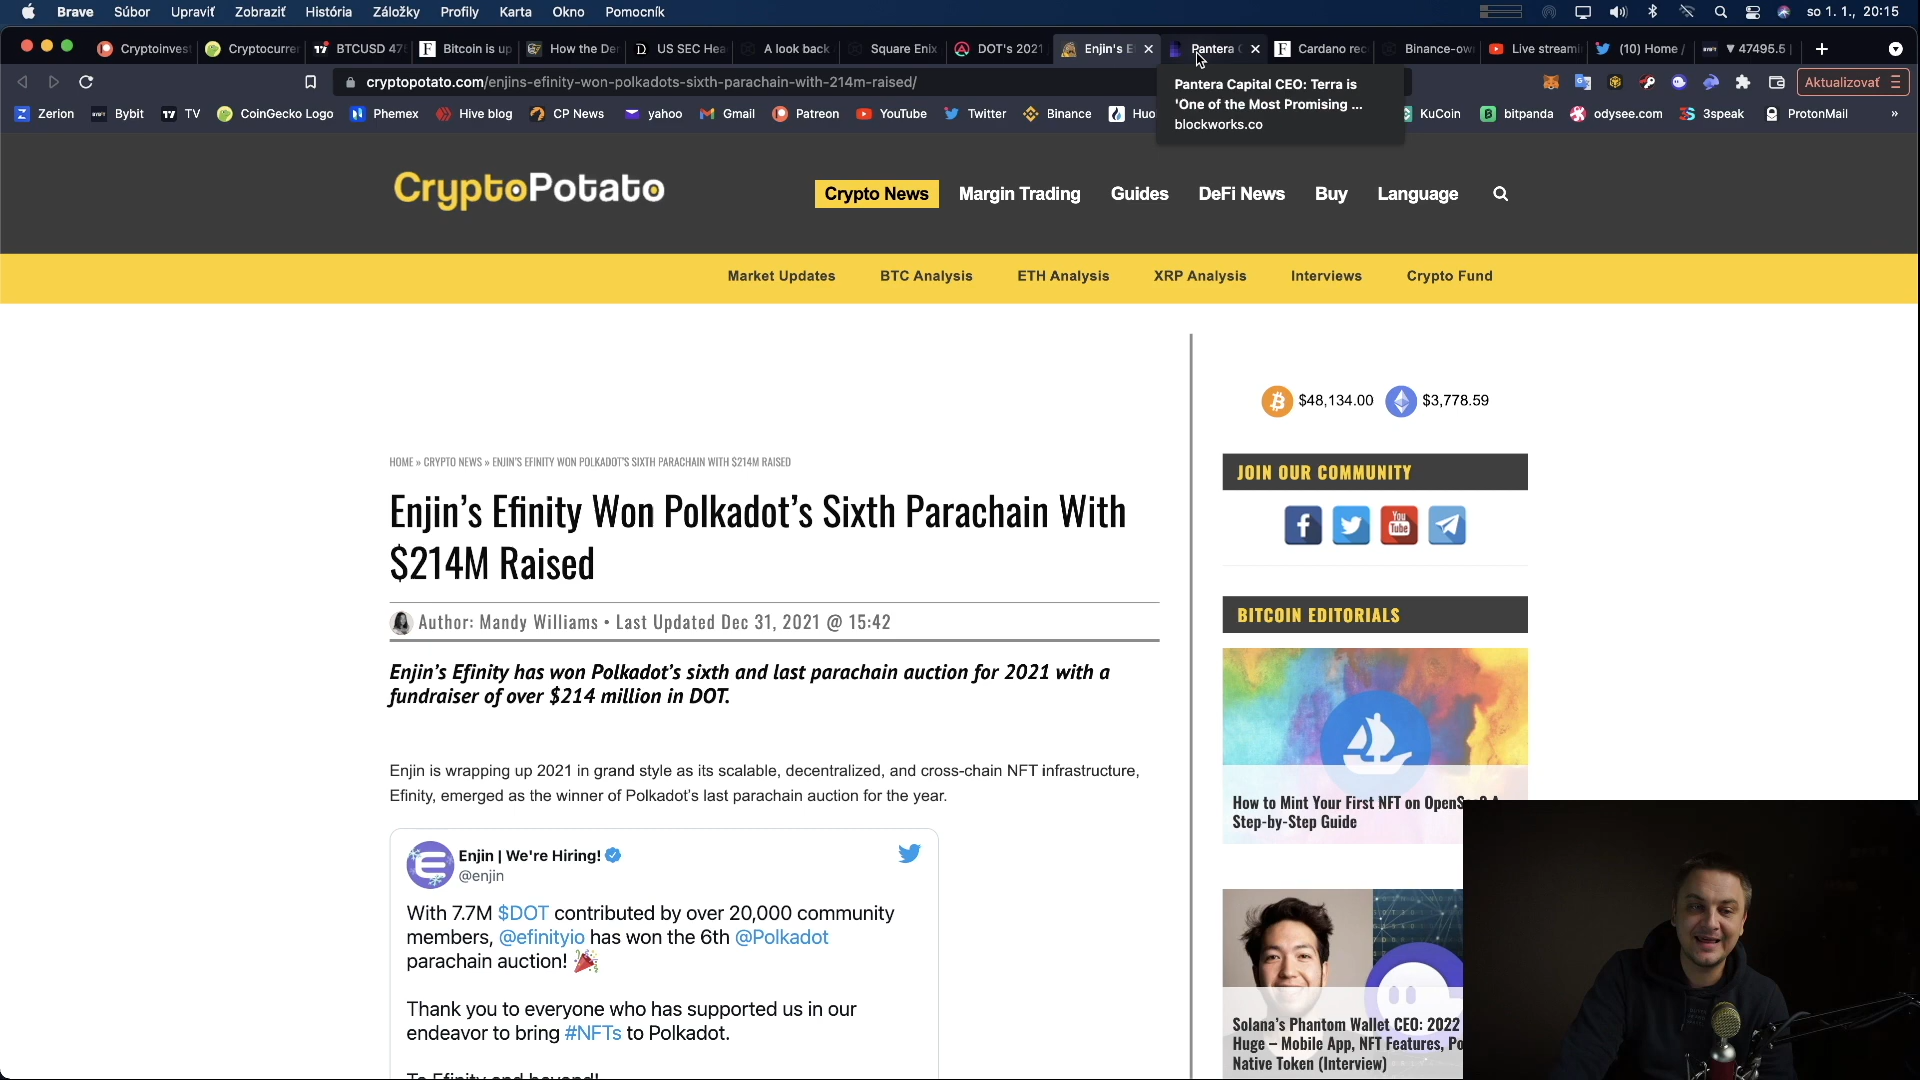 Brave Súbor Upraviť Zobraziť História Záložky Profily Karta Okno Pomocník so 1. 1., 20:15
Cryptoinvest Cryptocurrer BTCUSD 47 Bitcoin is up How the De US SEC Hea A look back Square Enix DOT's 2021 Enjin's E Pantera C Cardano rec Binance-ow Live streami (10) Home / ▼ 47495.5
cryptopotato.com/enjins-efinity-won-polkadots-sixth-parachain-with-214m-raised/ Aktualizovať
Pantera Capital CEO: Terra is
'One of the Most Promising ...
blockworks.co
Zerion Bybit TV CoinGecko Logo Phemex Hive blog CP News yahoo Gmail Patreon YouTube Twitter Binance Huo KuCoin bitpanda odysee.com 3speak ProtonMail »
CryptoPotato
Crypto News Margin Trading Guides DeFi News Buy Language
Market Updates BTC Analysis ETH Analysis XRP Analysis Interviews Crypto Fund
$48,134.00 $3,778.59
HOME » CRYPTO NEWS » ENJIN'S EFINITY WON POLKADOT'S SIXTH PARACHAIN WITH $214M RAISED
Enjin’s Efinity Won Polkadot’s Sixth Parachain With
$214M Raised
Author: Mandy Williams • Last Updated Dec 31, 2021 @ 15:42
Enjin’s Efinity has won Polkadot’s sixth and last parachain auction for 2021 with a
fundraiser of over $214 million in DOT.
Enjin is wrapping up 2021 in grand style as its scalable, decentralized, and cross-chain NFT infrastructure,
Efinity, emerged as the winner of Polkadot’s last parachain auction for the year.
Enjin | We're Hiring!
@enjin
With 7.7M $DOT contributed by over 20,000 community
members, @efinityio has won the 6th @Polkadot
parachain auction! 🎉
Thank you to everyone who has supported us in our
endeavor to bring #NFTs to Polkadot.
To Efinity and beyond!
JOIN OUR COMMUNITY
You
Tube
BITCOIN EDITORIALS
How to Mint Your First NFT on OpenSea? A
Step-by-Step Guide
Solana’s Phantom Wallet CEO: 2022
Huge – Mobile App, NFT Features, Po
Native Token (Interview)